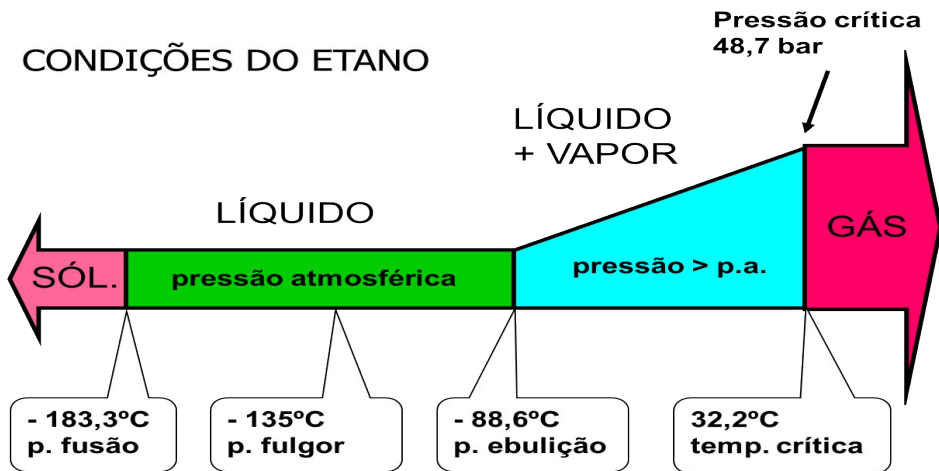 Pressão crítica
48,7 bar
CONDIÇÕES DO ETANO
LÍQUIDO
+ VAPOR
LÍQUIDO
GÁS
SÓL.
pressão atmosférica
pressão > p.a.
- 183,3ºC
p. fusão
- 135ºC
p. fulgor
- 88,6ºC
p. ebulição
32,2ºC
temp. crítica